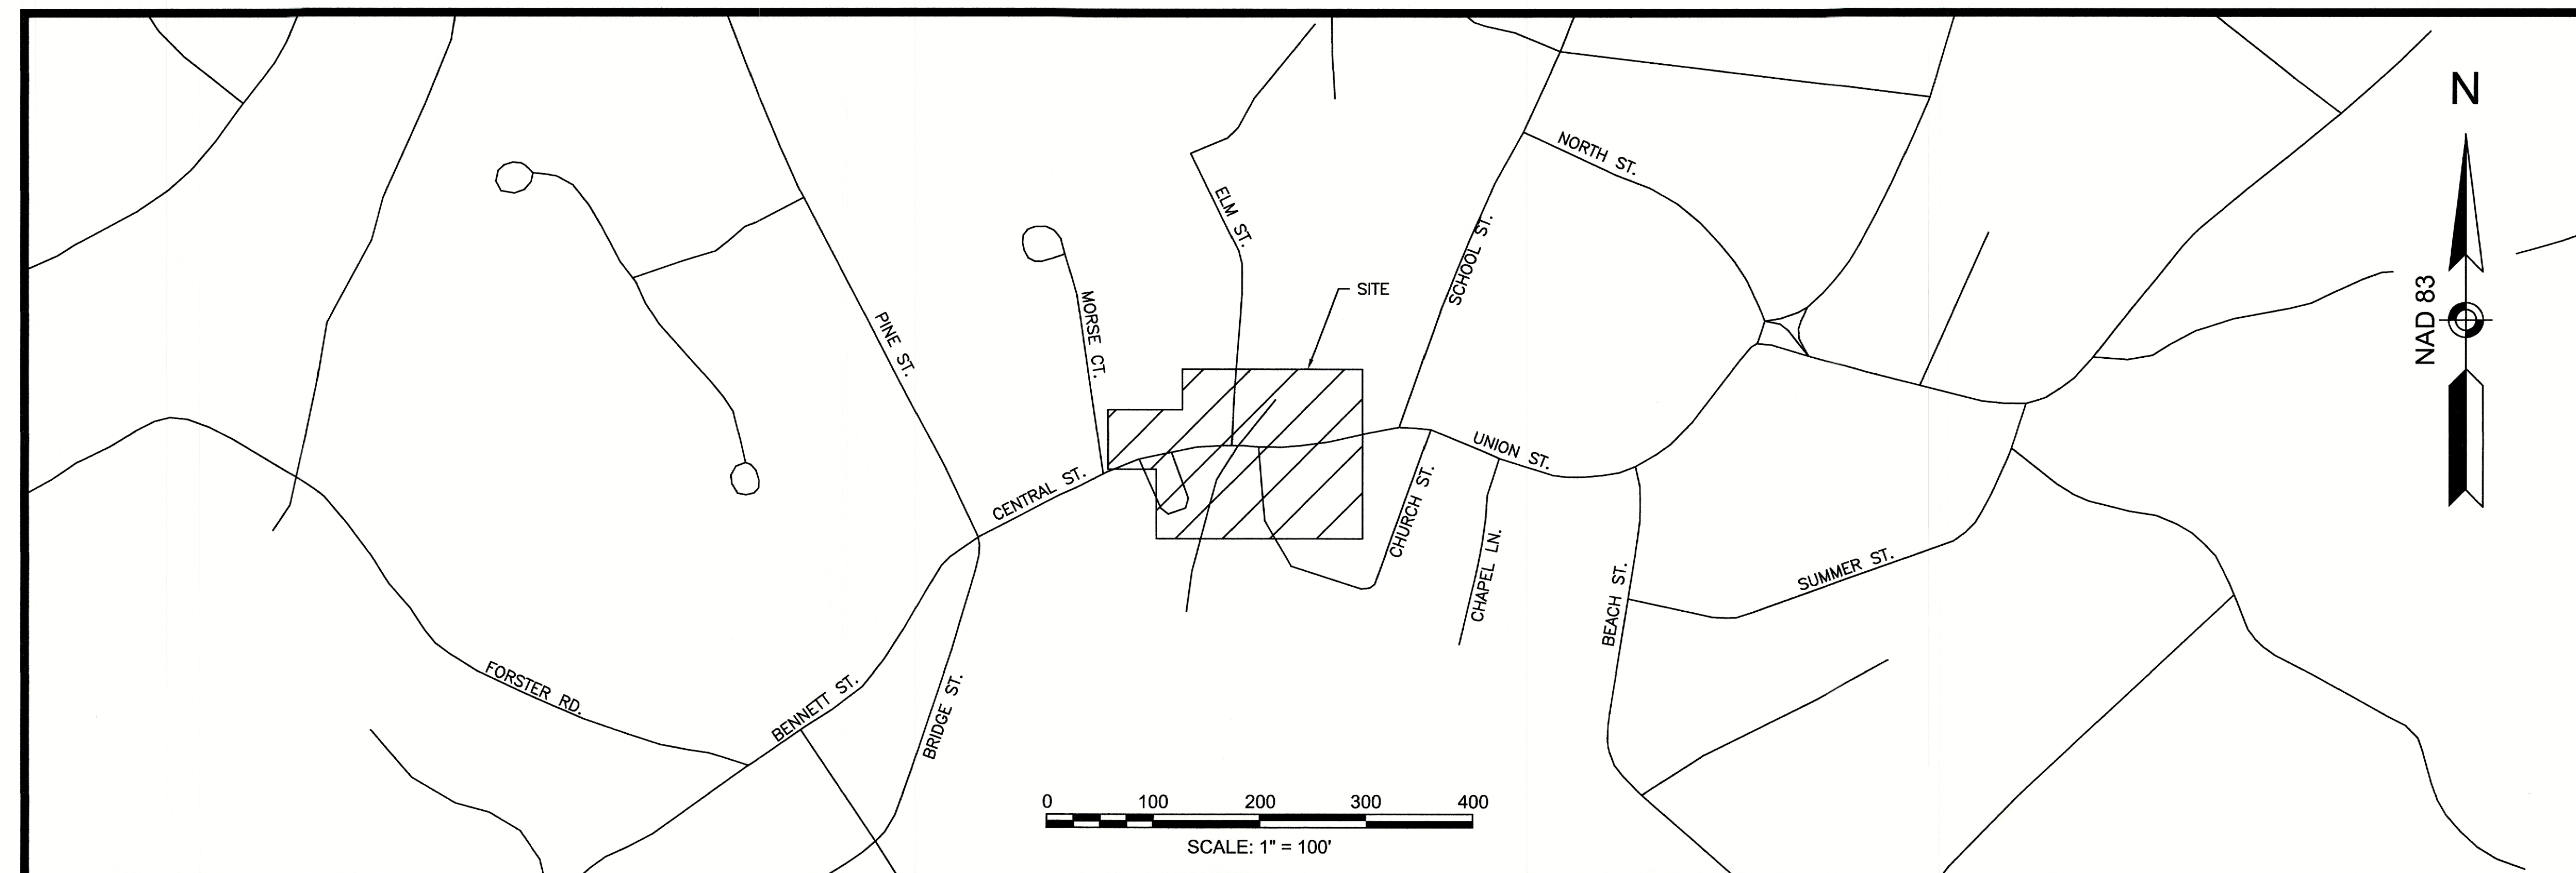 N
NORTH ST.
ELM ST.
SCHOOL ST.
SITE
NAD 83
MORSE CT.
PINE ST.
UNION ST.
CENTRAL ST.
CHURCH ST.
CHAPEL LN.
BEACH ST.
SUMMER ST.
FORSTER RD.
BENNETT ST.
BRIDGE ST.
0 100 200 300 400
SCALE: 1" = 100'